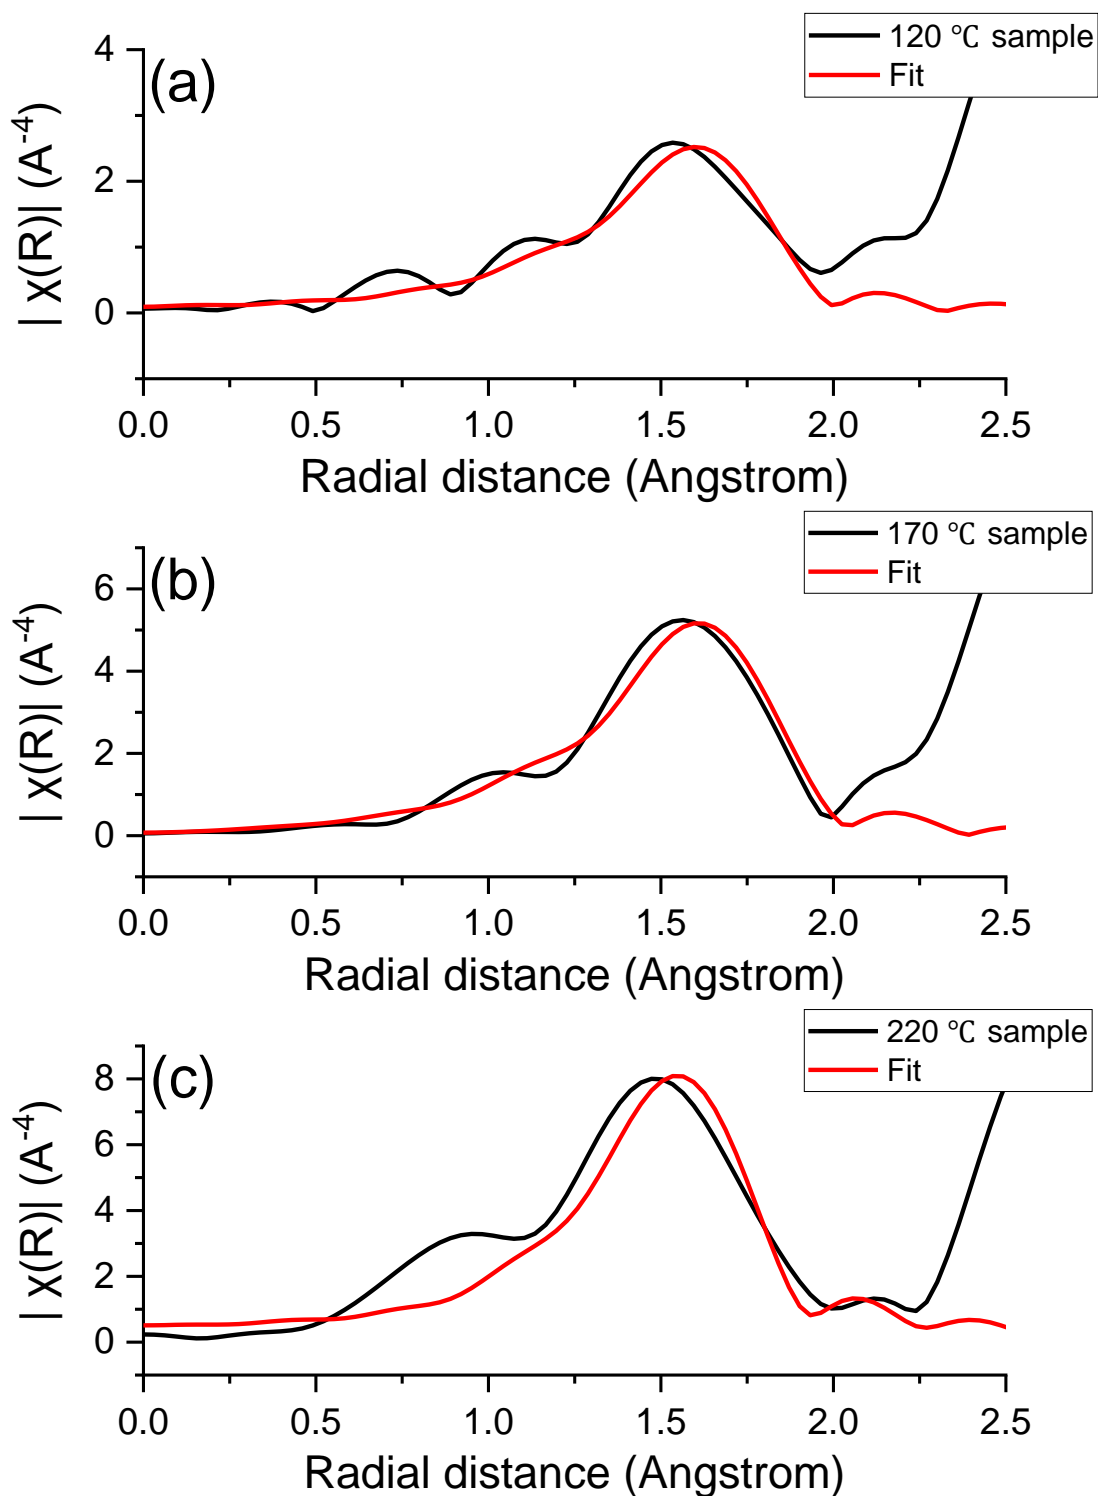 120 ℃ sample
Fit
(a)
4
2
0
| χ(R)| (A⁻⁴)
0.0 0.5 1.0 1.5 2.0 2.5
Radial distance (Angstrom)
170 ℃ sample
Fit
(b)
6
4
2
0
| χ(R)| (A⁻⁴)
0.0 0.5 1.0 1.5 2.0 2.5
Radial distance (Angstrom)
220 ℃ sample
Fit
(c)
8
6
4
2
0
| χ(R)| (A⁻⁴)
0.0 0.5 1.0 1.5 2.0 2.5
Radial distance (Angstrom)